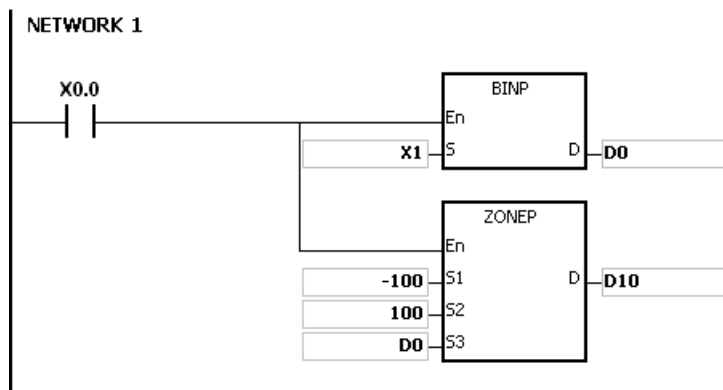 NETWORK 1
X0.0
BINP
En
X1 S D D0
ZONEP
En
-100 S1 D D10
100 S2
D0 S3